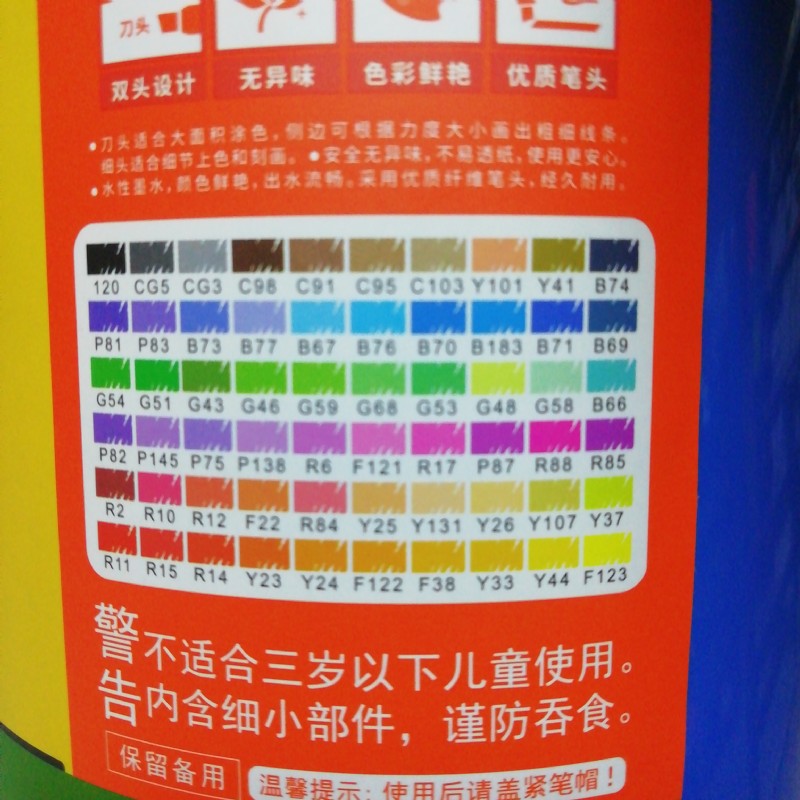 刀头
双头设计 无异味 色彩鲜艳 优质笔头
●刀头适合大面积涂色，侧边可根据力度大小画出粗细线条。
细头适合细节上色和刻画。●安全无异味，不易透纸，使用更安心。
●水性墨水，颜色鲜艳，出水流畅。采用优质纤维笔头，经久耐用。
120 CG5 CG3 C98 C91 C95 C103 Y101 Y41 B74
P81 P83 B73 B77 B67 B76 B70 B183 B71 B69
G54 G51 G43 G46 G59 G68 G53 G48 G58 B66
P82 P145 P75 P138 R6 F121 R17 P87 R88 R85
R2 R10 R12 F22 R84 Y25 Y131 Y26 Y107 Y37
R11 R15 R14 Y23 Y24 F122 F38 Y33 Y44 F123
警告
不适合三岁以下儿童使用。
内含细小部件，谨防吞食。
保留备用
温馨提示：使用后请盖紧笔帽！